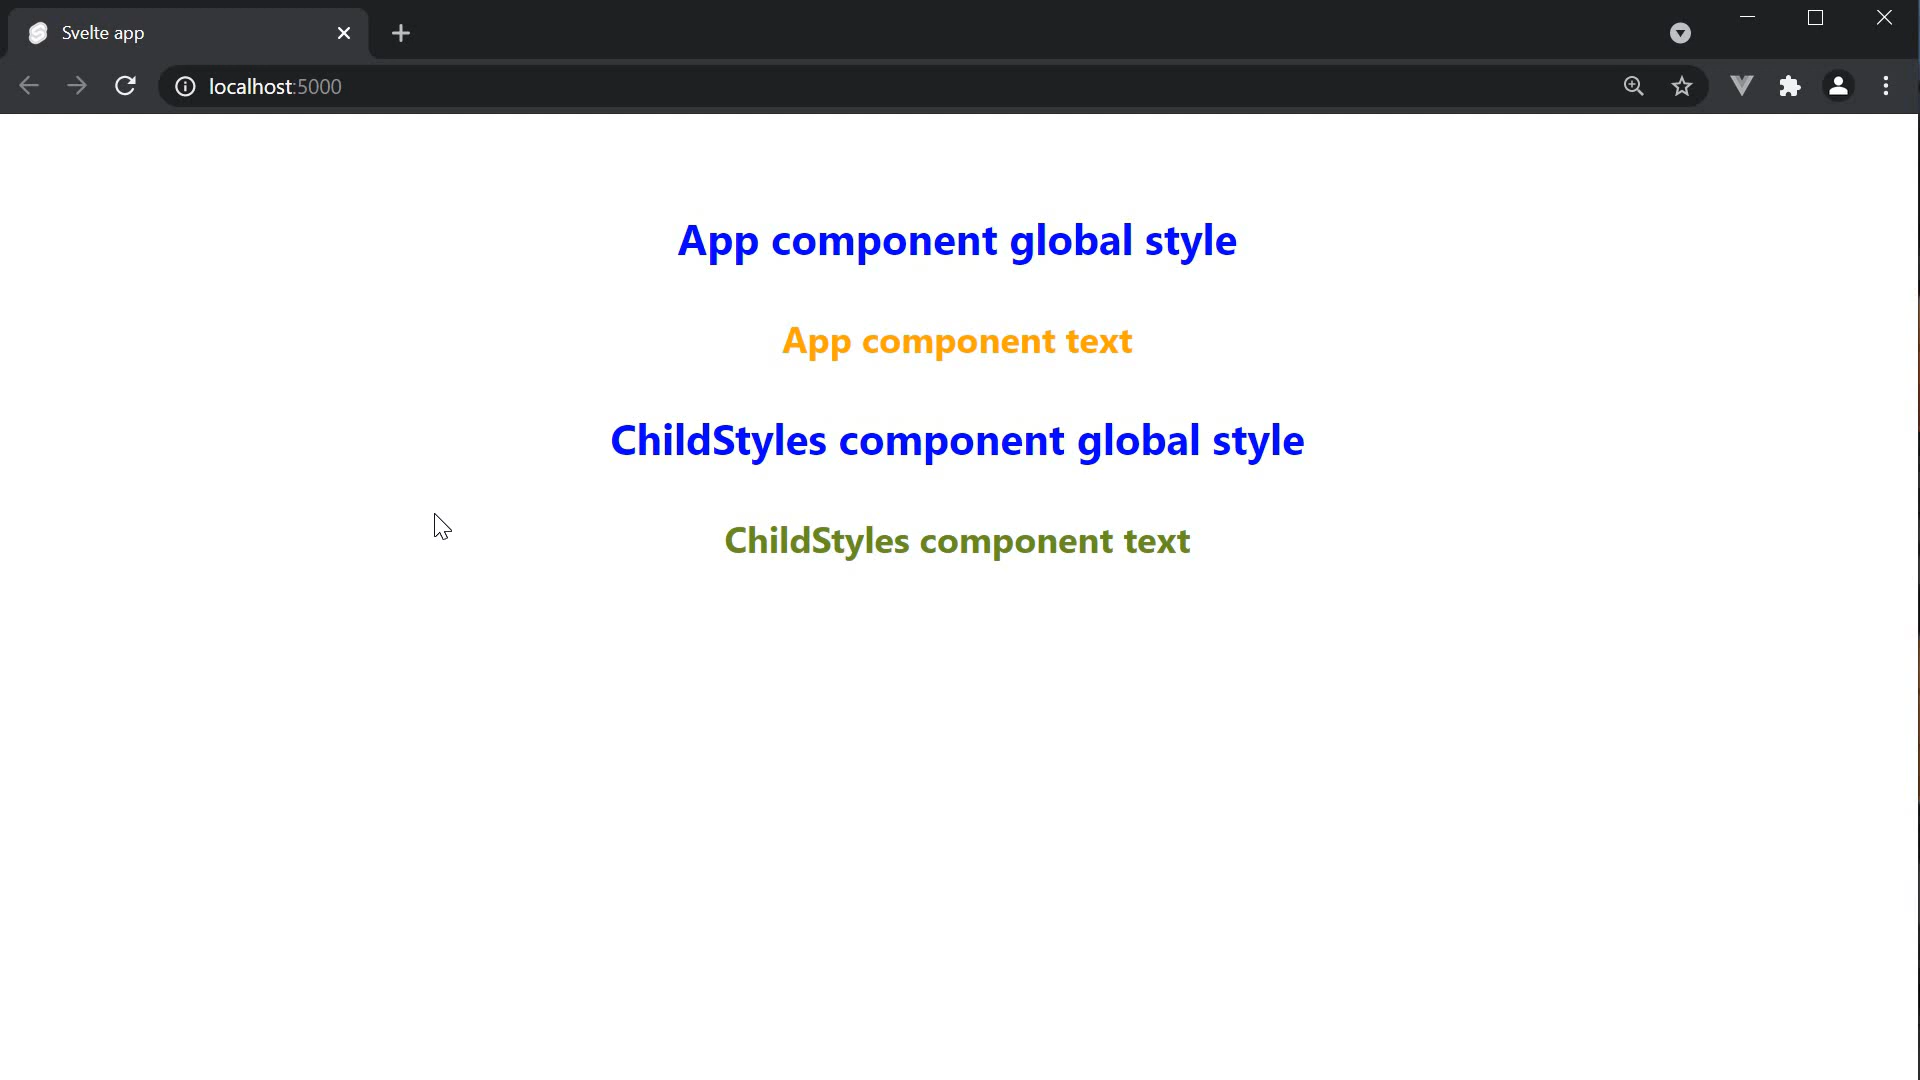 Svelte app
localhost:5000
App component global style
App component text
ChildStyles component global style
ChildStyles component text